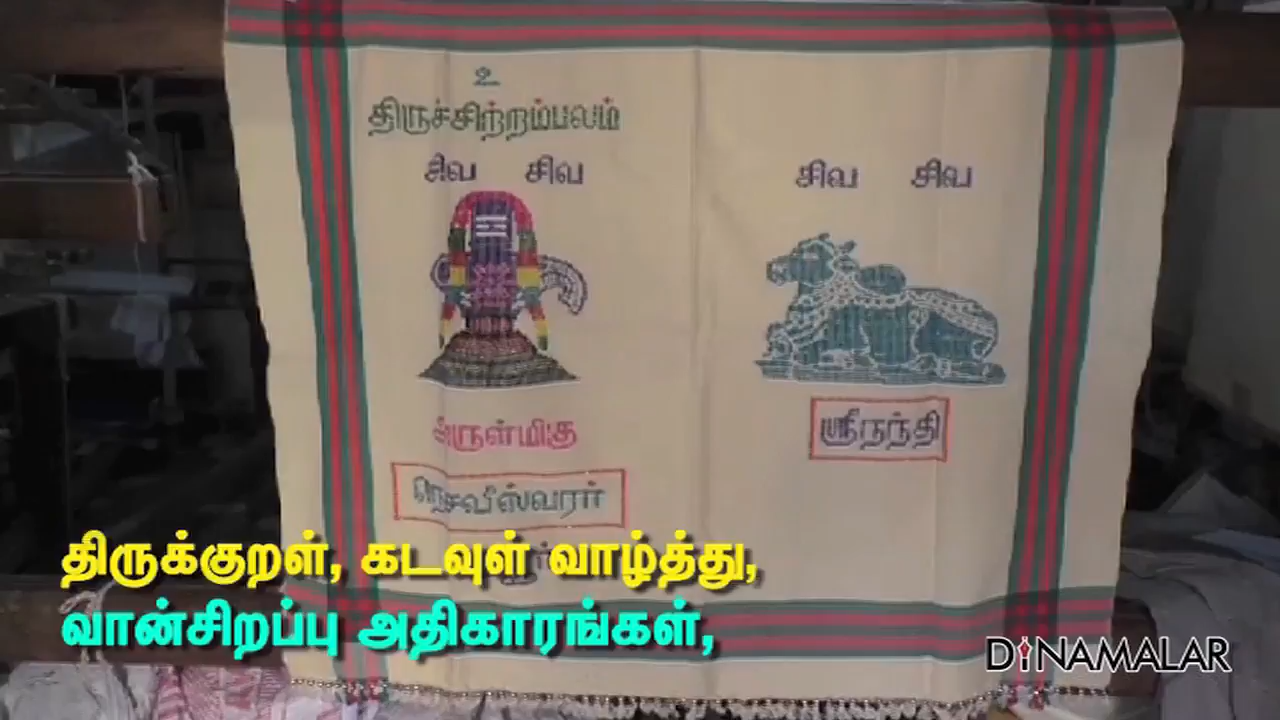 உ
திருச்சிற்றம்பலம்
சிவ சிவ
சிவ சிவ
அருள்மிகு
ஸ்ரீநந்தி
திருக்குறள், கடவுள் வாழ்த்து,
வான்சிறப்பு அதிகாரங்கள்,
DINAMALAR